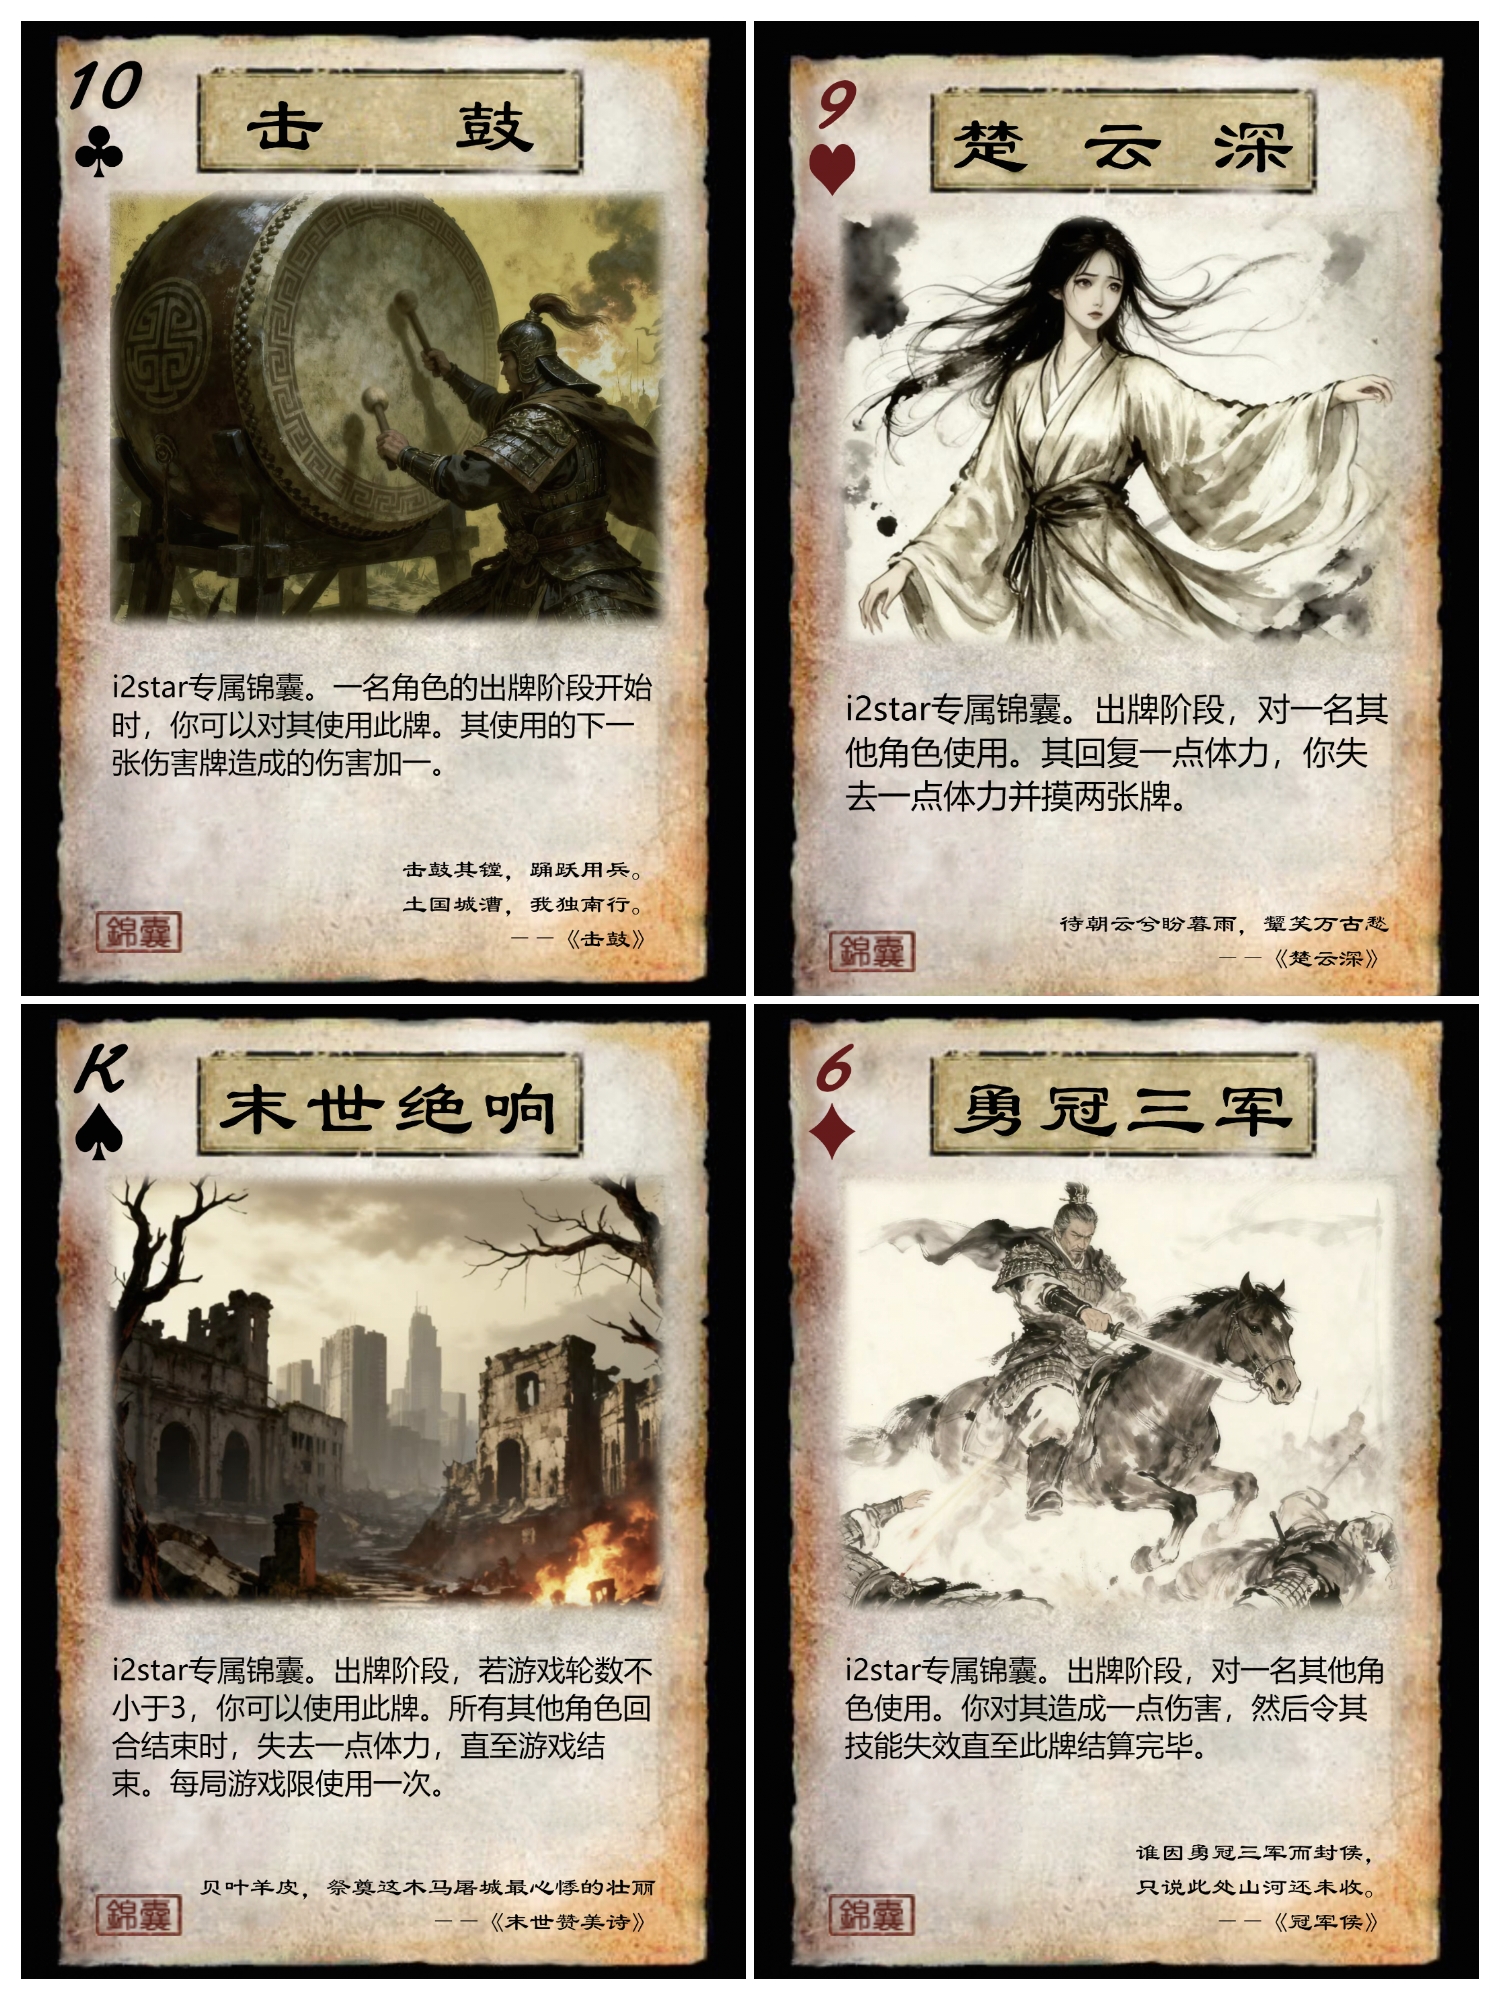 10
击鼓
i2star专属锦囊。一名角色的出牌阶段开始
时，你可以对其使用此牌。其使用的下一
张伤害牌造成的伤害加一。
击鼓其镗，踊跃用兵。
土国城漕，我独南行。
——《击鼓》
錦囊
9
楚云深
i2star专属锦囊。出牌阶段，对一名其
他角色使用。其回复一点体力，你失
去一点体力并摸两张牌。
待朝云兮盼暮雨，颦笑万古愁
——《楚云深》
錦囊
K
末世绝响
i2star专属锦囊。出牌阶段，若游戏轮数不
小于3，你可以使用此牌。所有其他角色回
合结束时，失去一点体力，直至游戏结
束。每局游戏限使用一次。
贝叶羊皮，祭奠这木马屠城最心悸的壮丽
——《末世赞美诗》
錦囊
6
勇冠三军
i2star专属锦囊。出牌阶段，对一名其他角
色使用。你对其造成一点伤害，然后令其
技能失效直至此牌结算完毕。
谁因勇冠三军而封侯，
只说此处山河还未收。
——《冠军侯》
錦囊